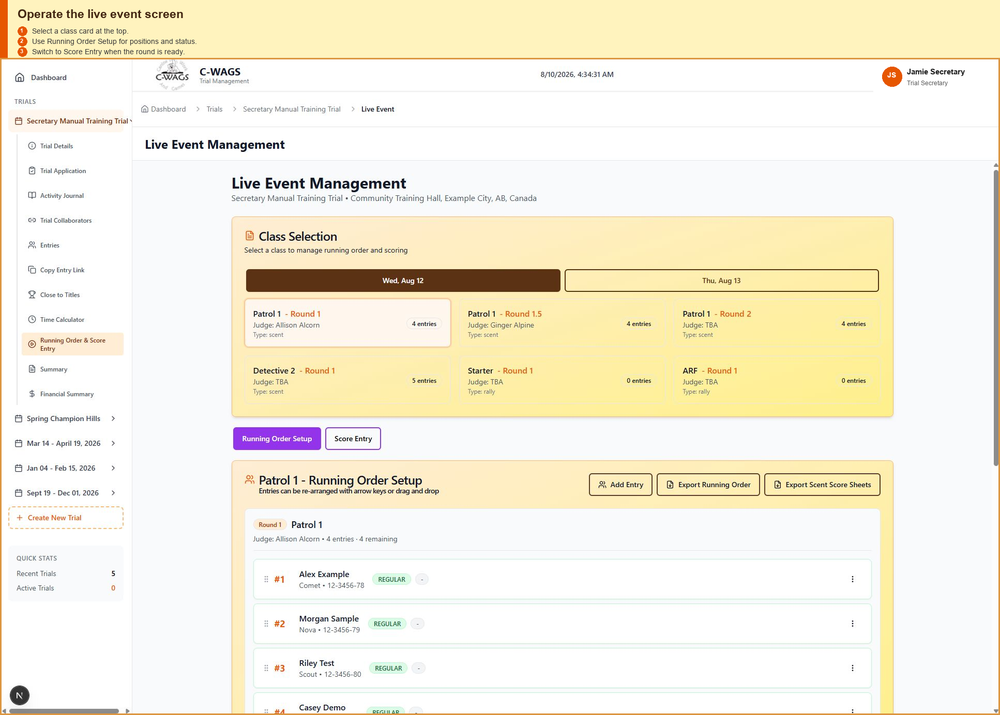 Operate the live event screen
1 Select a class card at the top.
2 Use Running Order Setup for positions and status.
3 Switch to Score Entry when the round is ready.
Dashboard
TRIALS
Secretary Manual Training Trial
Trial Details
Trial Application
Activity Journal
Trial Collaborators
Entries
Copy Entry Link
Close to Titles
Time Calculator
Running Order & Score
Entry
Summary
Financial Summary
Spring Champion Hills
Mar 14 - April 19, 2026
Jan 04 - Feb 15, 2026
Sept 19 - Dec 01, 2026
+ Create New Trial
QUICK STATS
Recent Trials 5
Active Trials 0
N
C-WAGS
And Games
C-WAGS
Trial Management
8/10/2026, 4:34:31 AM
JS
Jamie Secretary
Trial Secretary
Dashboard > Trials > Secretary Manual Training Trial > Live Event
Live Event Management
Live Event Management
Secretary Manual Training Trial • Community Training Hall, Example City, AB, Canada
Class Selection
Select a class to manage running order and scoring
Wed, Aug 12
Thu, Aug 13
Patrol 1 - Round 1
Judge: Allison Alcorn
Type: scent
4 entries
Patrol 1 - Round 1.5
Judge: Ginger Alpine
Type: scent
4 entries
Patrol 1 - Round 2
Judge: TBA
Type: scent
4 entries
Detective 2 - Round 1
Judge: TBA
Type: scent
5 entries
Starter - Round 1
Judge: TBA
Type: rally
0 entries
ARF - Round 1
Judge: TBA
Type: rally
0 entries
Running Order Setup
Score Entry
Patrol 1 - Running Order Setup
Entries can be re-arranged with arrow keys or drag and drop
Add Entry
Export Running Order
Export Scent Score Sheets
Round 1 Patrol 1
Judge: Allison Alcorn • 4 entries · 4 remaining
#1 Alex Example REGULAR -
Comet • 12-3456-78
#2 Morgan Sample REGULAR -
Nova • 12-3456-79
#3 Riley Test REGULAR -
Scout • 12-3456-80
#4 Casey Demo REGULAR -